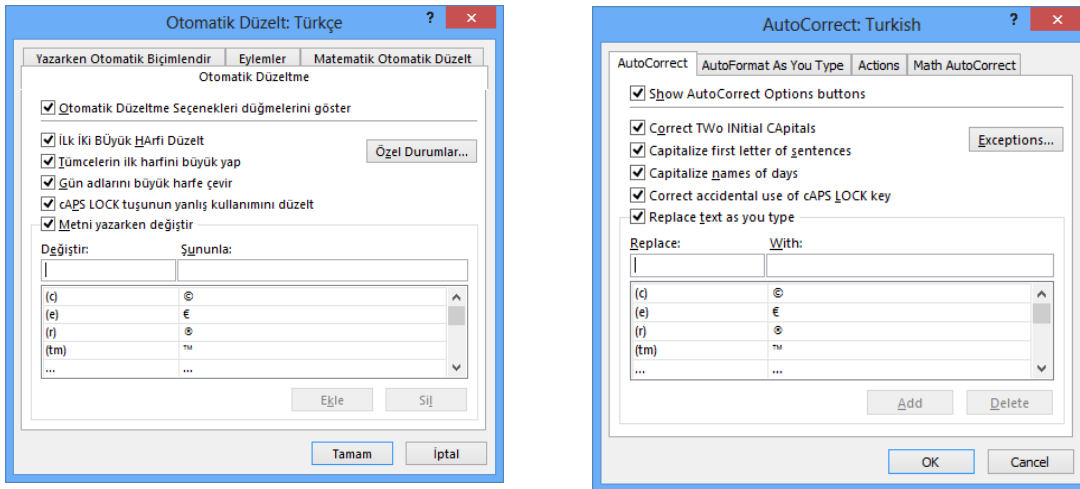 Otomatik Düzelt: Türkçe ? ×
Yazarken Otomatik Biçimlendir Eylemler Matematik Otomatik Düzelt
Otomatik Düzeltme
Otomatik Düzeltme Seçenekleri düğmelerini göster
İLk İKi BÜyük HArfi Düzelt
Özel Durumlar...
Tümcelerin ilk harfini büyük yap
Gün adlarını büyük harfe çevir
cAPS LOCK tuşunun yanlış kullanımını düzelt
Metni yazarken değiştir
Değiştir: Şununla:
(c) ©
(e) €
(r) ®
(tm) ™
... ...
Ekle Sil
Tamam İptal
AutoCorrect: Turkish ? ×
AutoCorrect AutoFormat As You Type Actions Math AutoCorrect
Show AutoCorrect Options buttons
Correct TWo INitial CApitals
Exceptions...
Capitalize first letter of sentences
Capitalize names of days
Correct accidental use of cAPS LOCK key
Replace text as you type
Replace: With:
(c) ©
(e) €
(r) ®
(tm) ™
... ...
Add Delete
OK Cancel